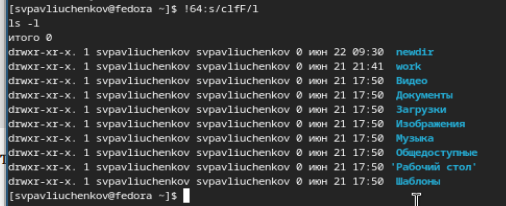 [svpavliuchenkov@fedora ~]$ !64:s/clfF/l
ls -l
итого 0
drwxr-xr-x. 1 svpavliuchenkov svpavliuchenkov 0 июн 22 09:30 newdir
drwxr-xr-x. 1 svpavliuchenkov svpavliuchenkov 0 июн 21 21:41 work
drwxr-xr-x. 1 svpavliuchenkov svpavliuchenkov 0 июн 21 17:50 Видео
drwxr-xr-x. 1 svpavliuchenkov svpavliuchenkov 0 июн 21 17:50 Документы
drwxr-xr-x. 1 svpavliuchenkov svpavliuchenkov 0 июн 21 17:50 Загрузки
drwxr-xr-x. 1 svpavliuchenkov svpavliuchenkov 0 июн 21 17:50 Изображения
drwxr-xr-x. 1 svpavliuchenkov svpavliuchenkov 0 июн 21 17:50 Музыка
drwxr-xr-x. 1 svpavliuchenkov svpavliuchenkov 0 июн 21 17:50 Общедоступные
drwxr-xr-x. 1 svpavliuchenkov svpavliuchenkov 0 июн 21 17:50 'Рабочий стол'
drwxr-xr-x. 1 svpavliuchenkov svpavliuchenkov 0 июн 21 17:50 Шаблоны
[svpavliuchenkov@fedora ~]$